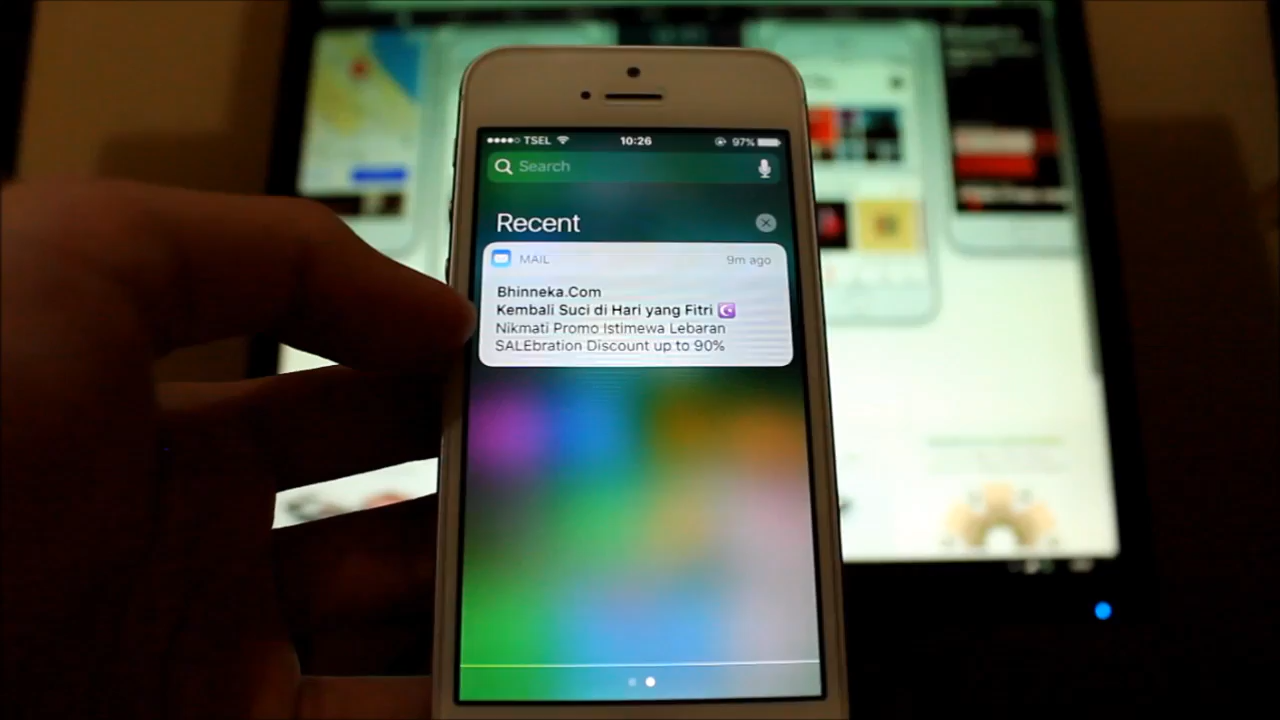 TSEL 10:26 97%
Search
Recent
MAIL 9m ago
Bhinneka.Com
Kembali Suci di Hari yang Fitri ☪
Nikmati Promo Istimewa Lebaran
SALEbration Discount up to 90%